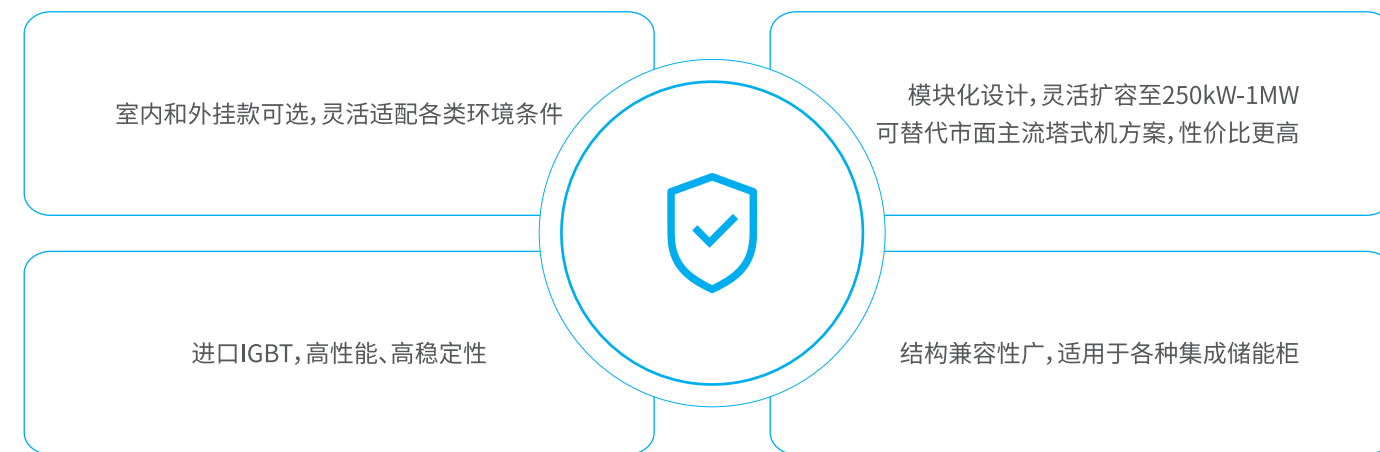 室内和外挂款可选，灵活适配各类环境条件
模块化设计，灵活扩容至250kW-1MW
可替代市面主流塔式机方案，性价比更高
进口IGBT，高性能、高稳定性
结构兼容性广，适用于各种集成储能柜